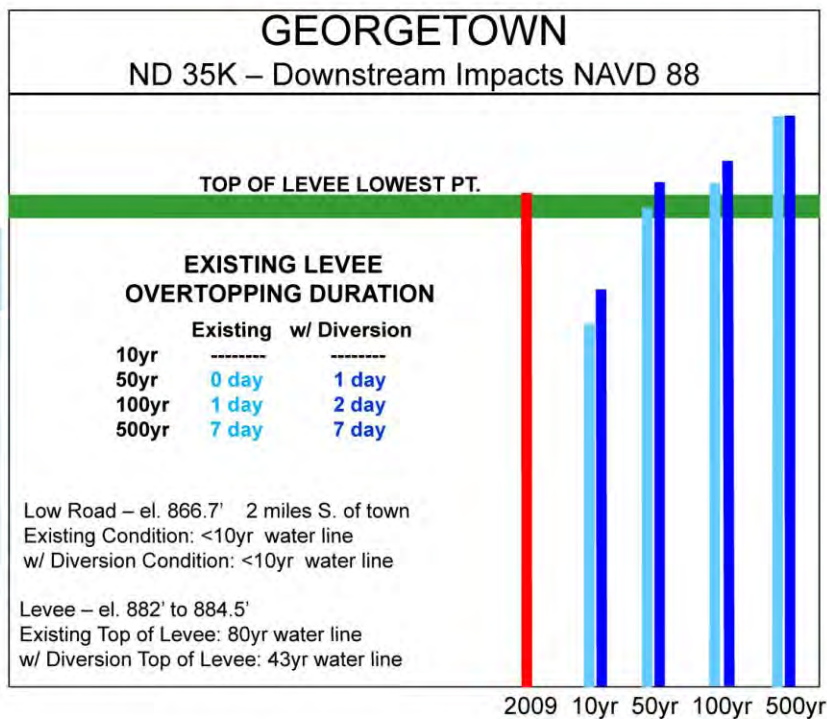 GEORGETOWN
ND 35K – Downstream Impacts NAVD 88
TOP OF LEVEE LOWEST PT.
EXISTING LEVEE
OVERTOPPING DURATION
Existing w/ Diversion
10yr -------- --------
50yr 0 day 1 day
100yr 1 day 2 day
500yr 7 day 7 day
Low Road – el. 866.7' 2 miles S. of town
Existing Condition: <10yr water line
w/ Diversion Condition: <10yr water line
Levee – el. 882' to 884.5'
Existing Top of Levee: 80yr water line
w/ Diversion Top of Levee: 43yr water line
2009 10yr 50yr 100yr 500yr